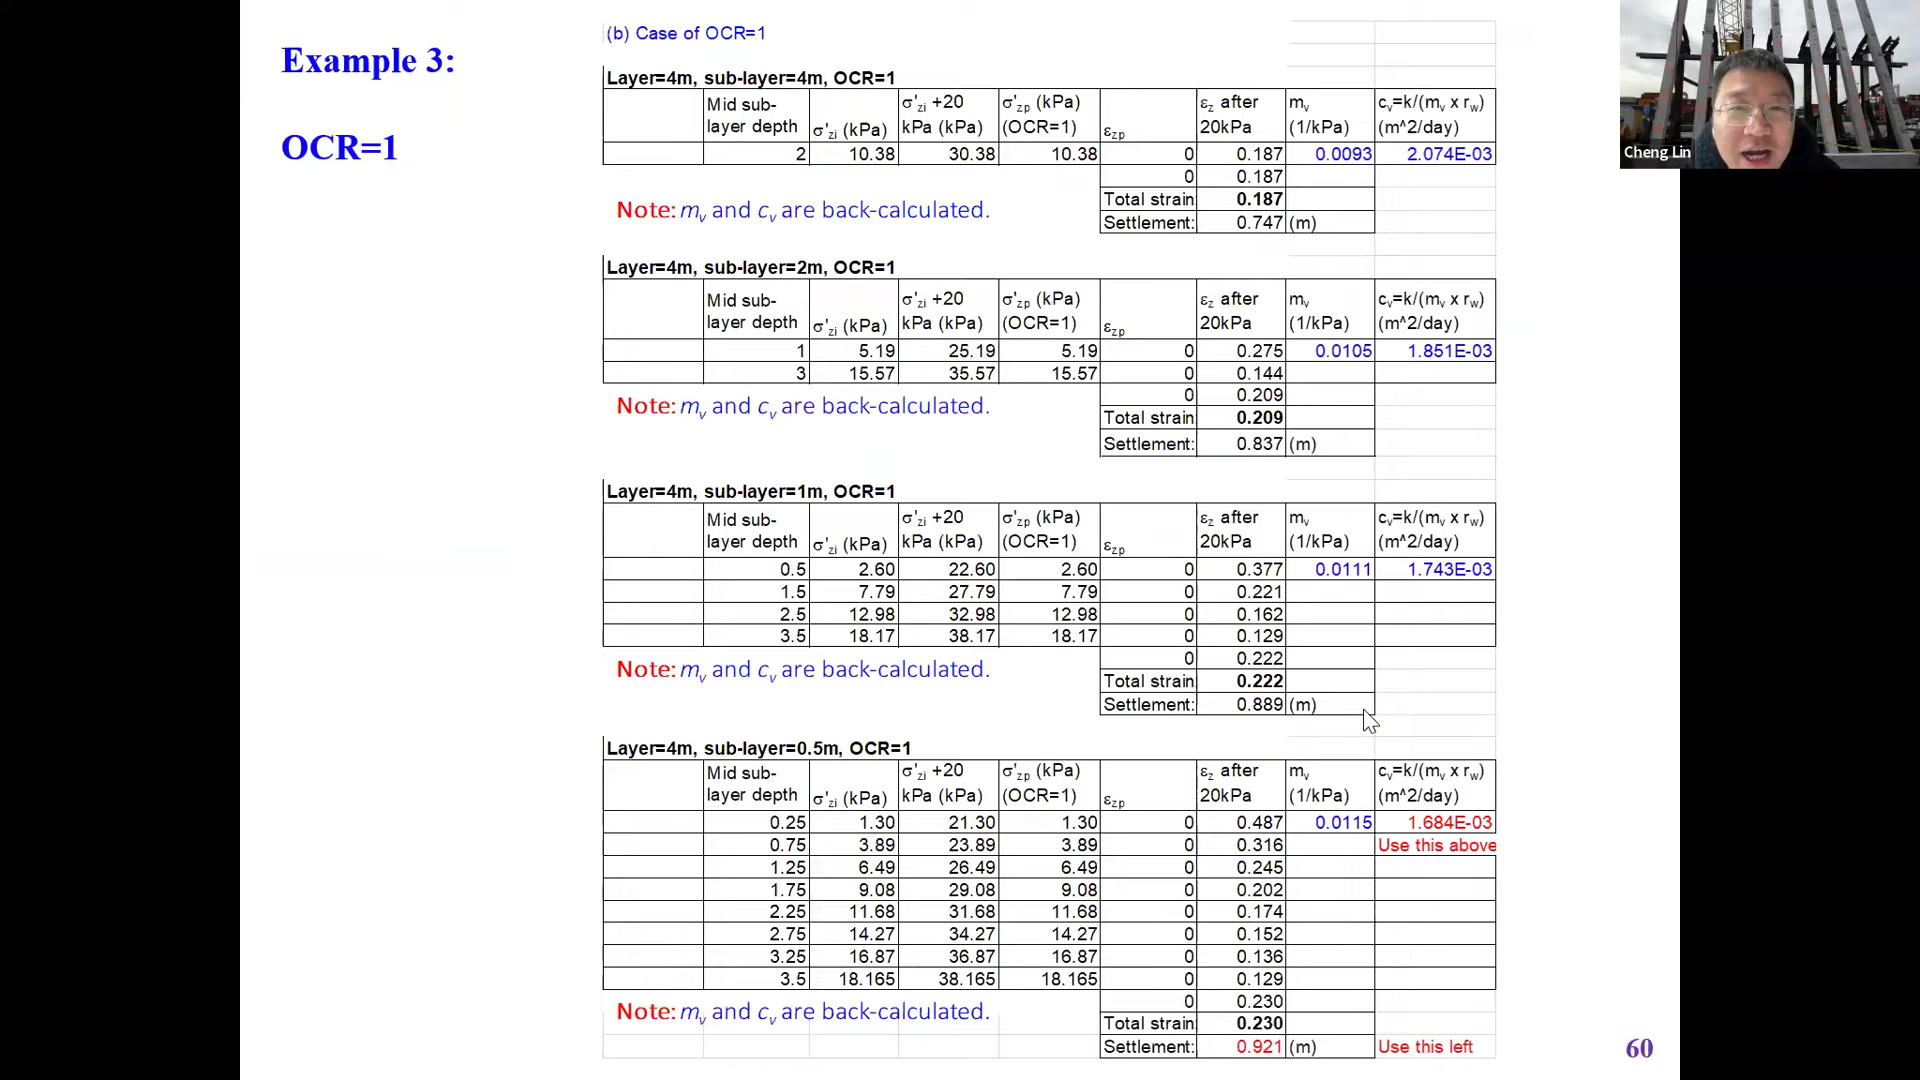 Example 3:
OCR=1
(b) Case of OCR=1
Layer=4m, sub-layer=4m, OCR=1
Mid sub-layer depth σ'zi (kPa) σ'zi +20 kPa (kPa) σ'zp (kPa) (OCR=1) εzp εz after 20kPa mv (1/kPa) cv=k/(mv x rw) (m^2/day)
2 10.38 30.38 10.38 0 0.187 0.0093 2.074E-03
0 0.187
Total strain 0.187
Note: mv and cv are back-calculated.
Settlement: 0.747 (m)
Layer=4m, sub-layer=2m, OCR=1
Mid sub-layer depth σ'zi (kPa) σ'zi +20 kPa (kPa) σ'zp (kPa) (OCR=1) εzp εz after 20kPa mv (1/kPa) cv=k/(mv x rw) (m^2/day)
1 5.19 25.19 5.19 0 0.275 0.0105 1.851E-03
3 15.57 35.57 15.57 0 0.144
0 0.209
Note: mv and cv are back-calculated.
Total strain 0.209
Settlement: 0.837 (m)
Layer=4m, sub-layer=1m, OCR=1
Mid sub-layer depth σ'zi (kPa) σ'zi +20 kPa (kPa) σ'zp (kPa) (OCR=1) εzp εz after 20kPa mv (1/kPa) cv=k/(mv x rw) (m^2/day)
0.5 2.60 22.60 2.60 0 0.377 0.0111 1.743E-03
1.5 7.79 27.79 7.79 0 0.221
2.5 12.98 32.98 12.98 0 0.162
3.5 18.17 38.17 18.17 0 0.129
0 0.222
Note: mv and cv are back-calculated.
Total strain 0.222
Settlement: 0.889 (m)
Layer=4m, sub-layer=0.5m, OCR=1
Mid sub-layer depth σ'zi (kPa) σ'zi +20 kPa (kPa) σ'zp (kPa) (OCR=1) εzp εz after 20kPa mv (1/kPa) cv=k/(mv x rw) (m^2/day)
0.25 1.30 21.30 1.30 0 0.487 0.0115 1.684E-03
0.75 3.89 23.89 3.89 0 0.316 Use this above
1.25 6.49 26.49 6.49 0 0.245
1.75 9.08 29.08 9.08 0 0.202
2.25 11.68 31.68 11.68 0 0.174
2.75 14.27 34.27 14.27 0 0.152
3.25 16.87 36.87 16.87 0 0.136
3.5 18.165 38.165 18.165 0 0.129
0 0.230
Note: mv and cv are back-calculated.
Total strain 0.230
Settlement: 0.921 (m) Use this left
60
Cheng Lin